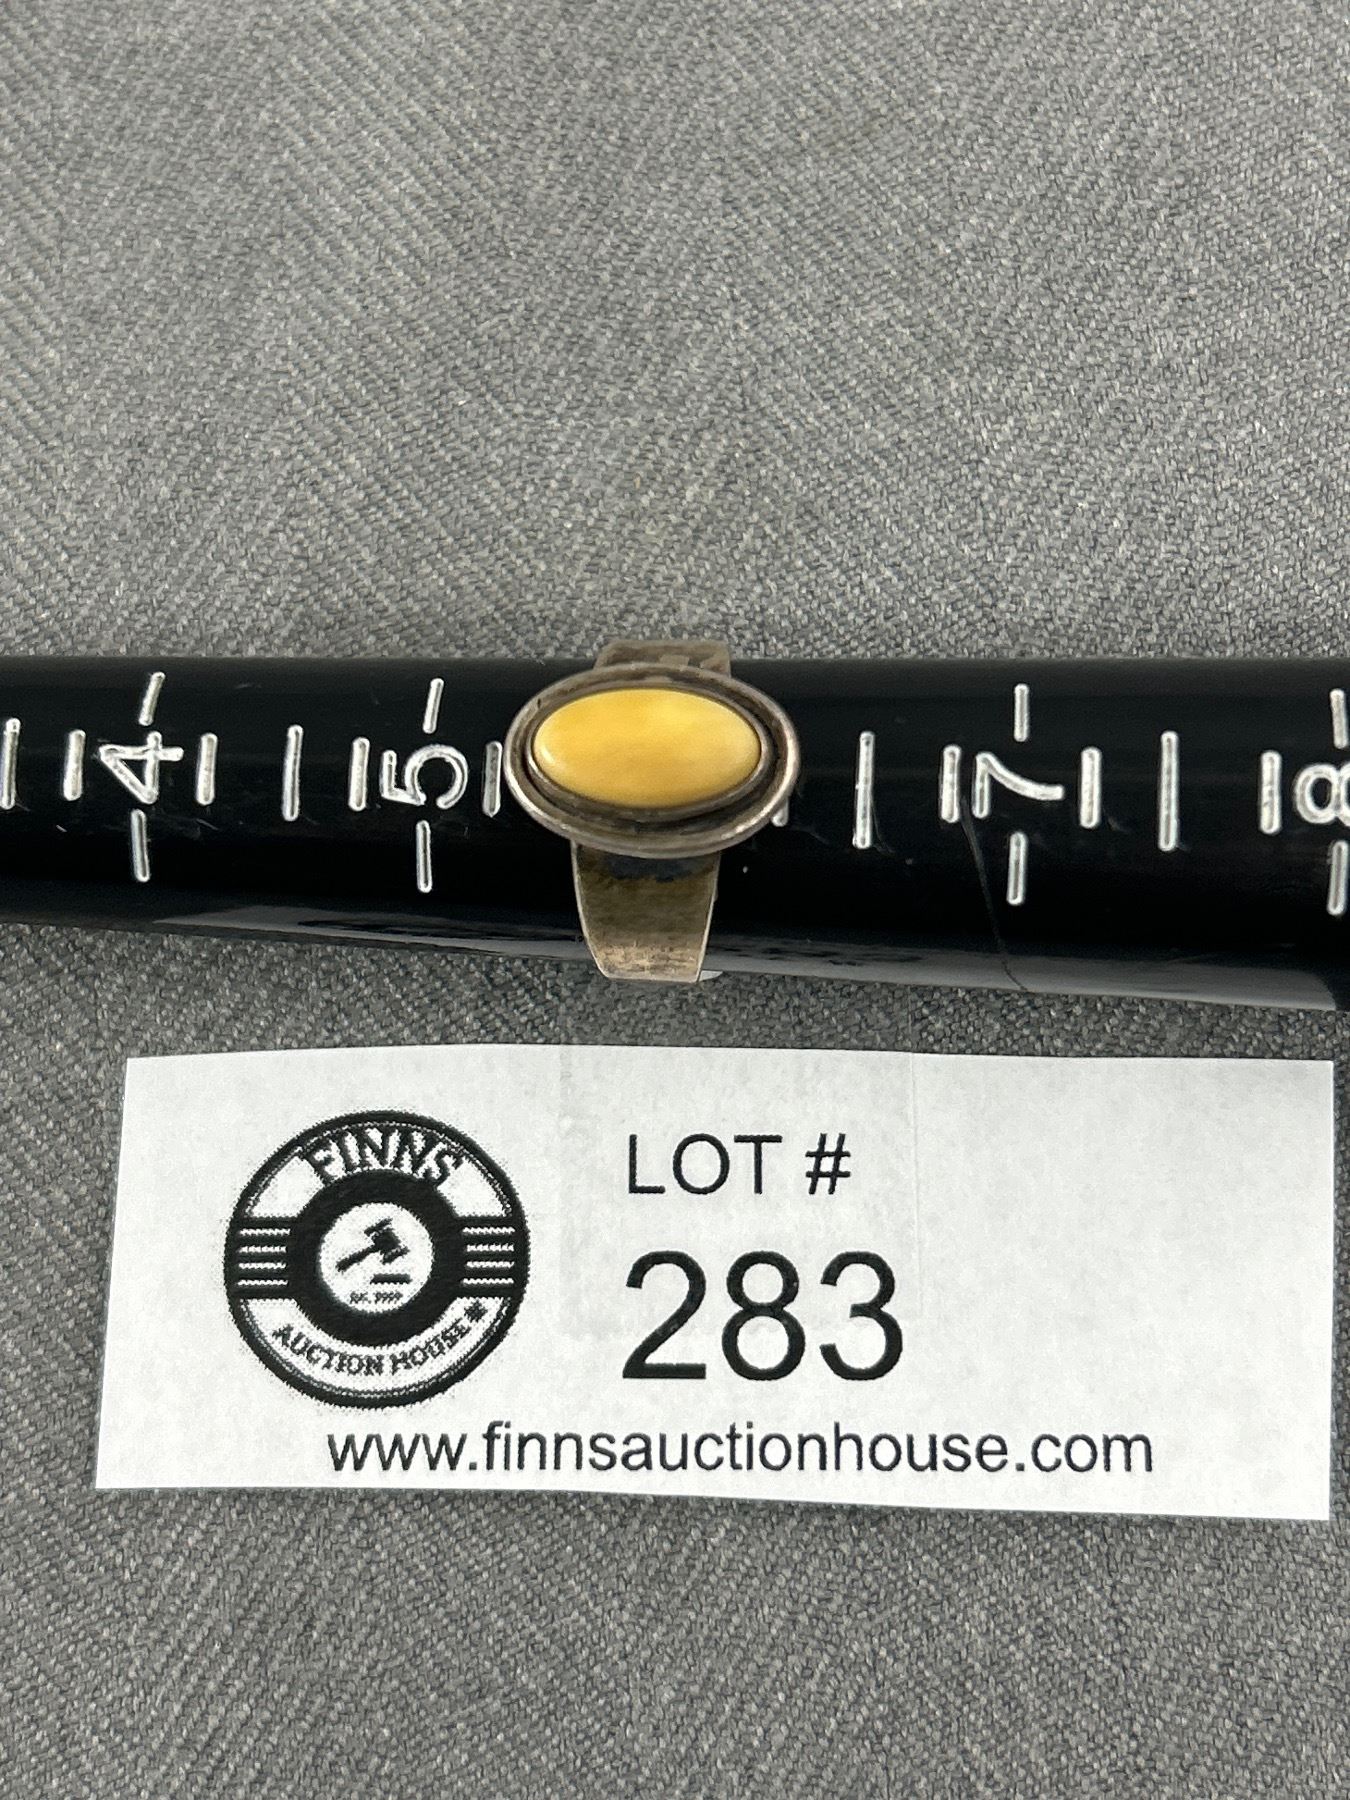 4 5 7 8
FINNS
AUCTION HOUSE
LOT #
283
www.finnsauctionhouse.com